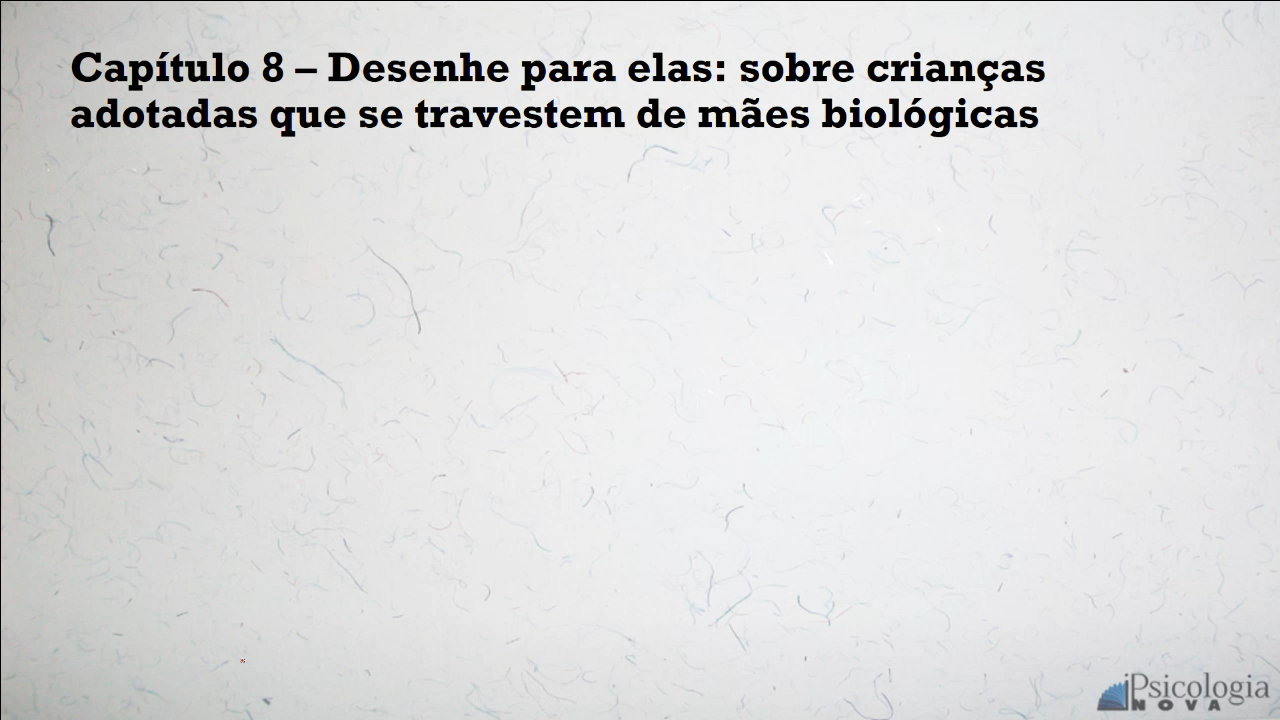 Capítulo 8 – Desenhe para elas: sobre crianças
adotadas que se travestem de mães biológicas
Psicologia
NOVA